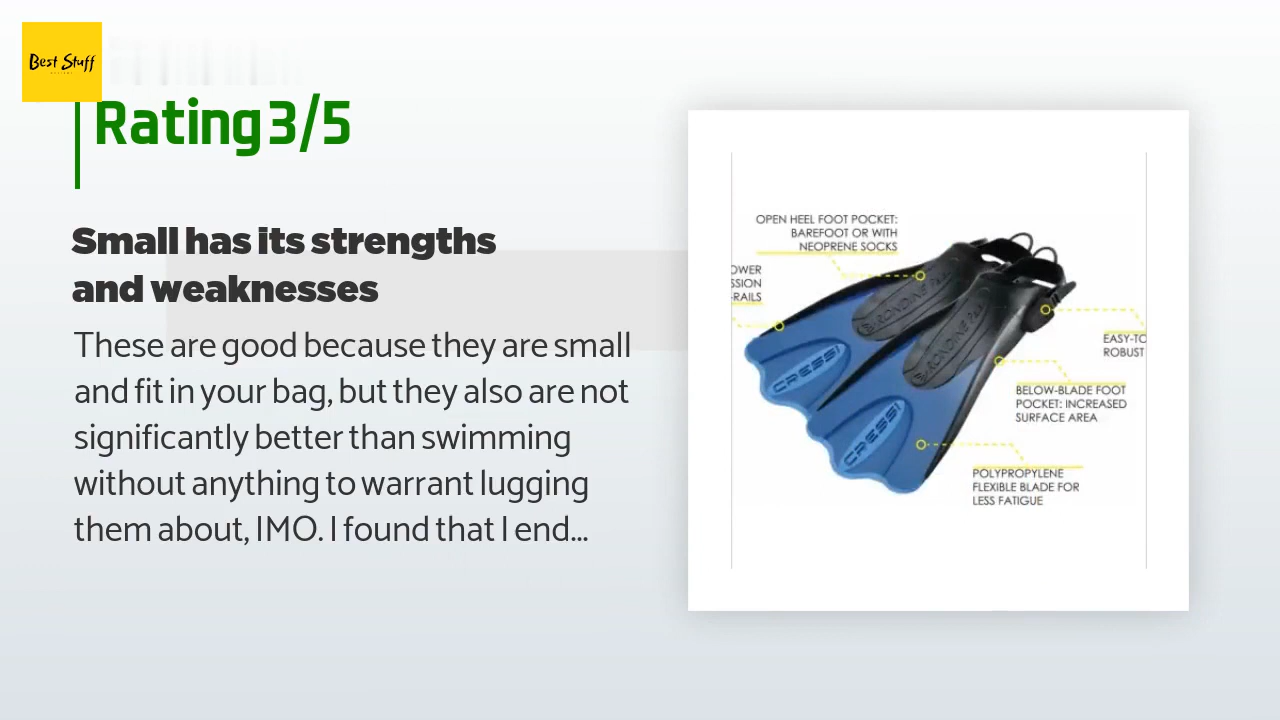 Best Stuff
Rating 3/5
Small has its strengths
and weaknesses
These are good because they are small
and fit in your bag, but they also are not
significantly better than swimming
without anything to warrant lugging
them about, IMO. I found that I end...
OPEN HEEL FOOT POCKET:
BAREFOOT OR WITH
NEOPRENE SOCKS
OWER
SSION
-RAILS
RONDINE
RONDINE
CRESSI
CRESSI
EASY-TO
ROBUST
BELOW-BLADE FOOT
POCKET: INCREASED
SURFACE AREA
POLYPROPYLENE
FLEXIBLE BLADE FOR
LESS FATIGUE